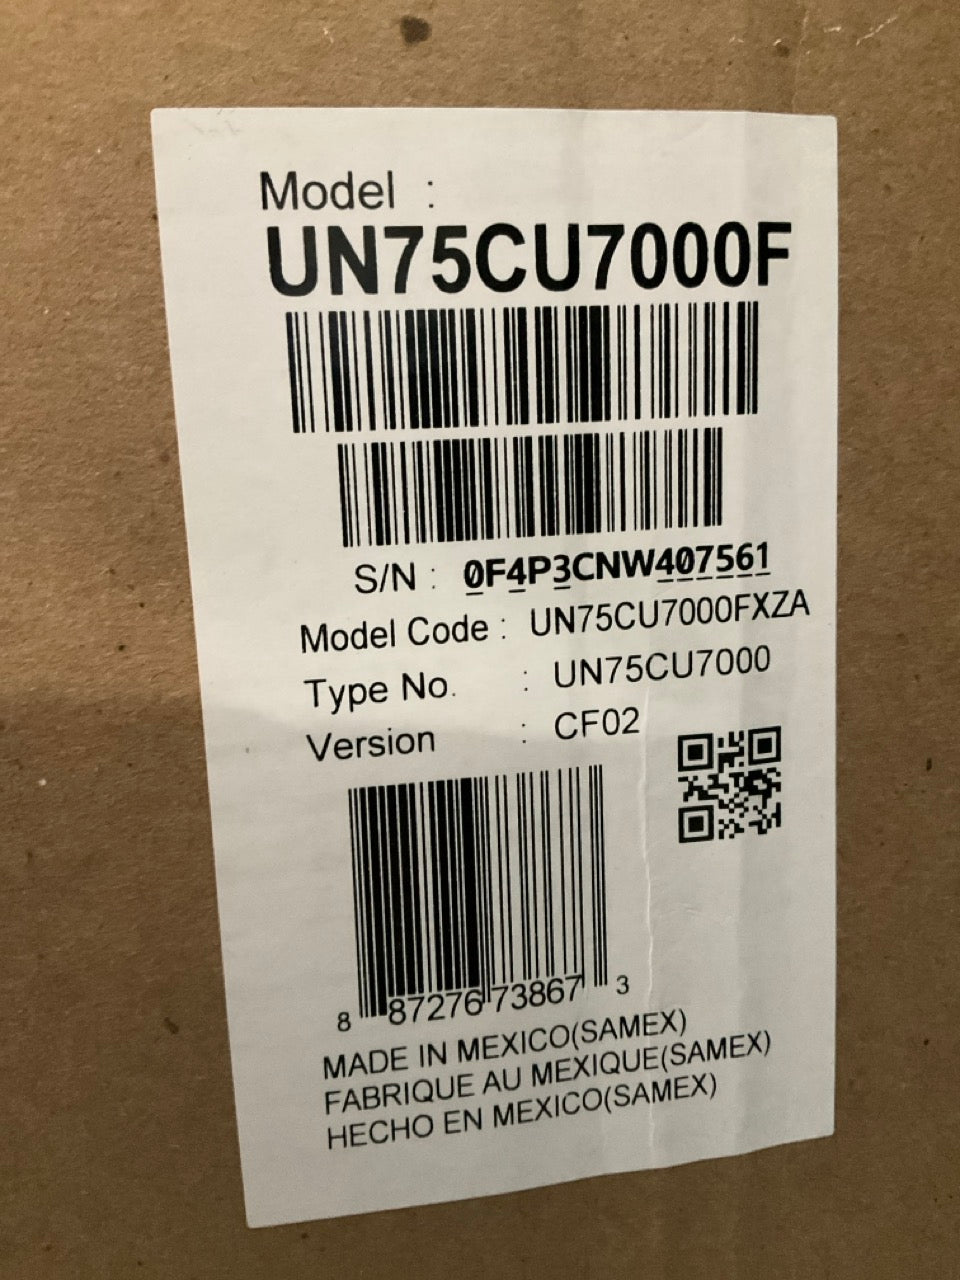 Model :
UN75CU7000F
S/N : 0F4P3CNW407561
Model Code : UN75CU7000FXZA
Type No. : UN75CU7000
Version : CF02
8 87276 73867 3
MADE IN MEXICO(SAMEX)
FABRIQUE AU MEXIQUE(SAMEX)
HECHO EN MEXICO(SAMEX)